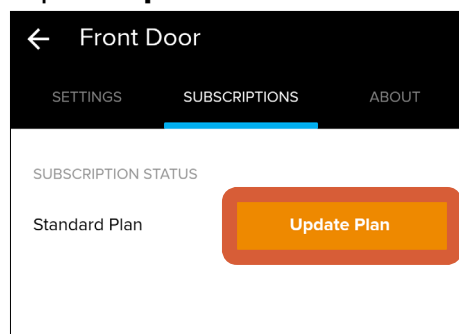 Front Door
SETTINGS SUBSCRIPTIONS ABOUT
SUBSCRIPTION STATUS
Standard Plan Update Plan